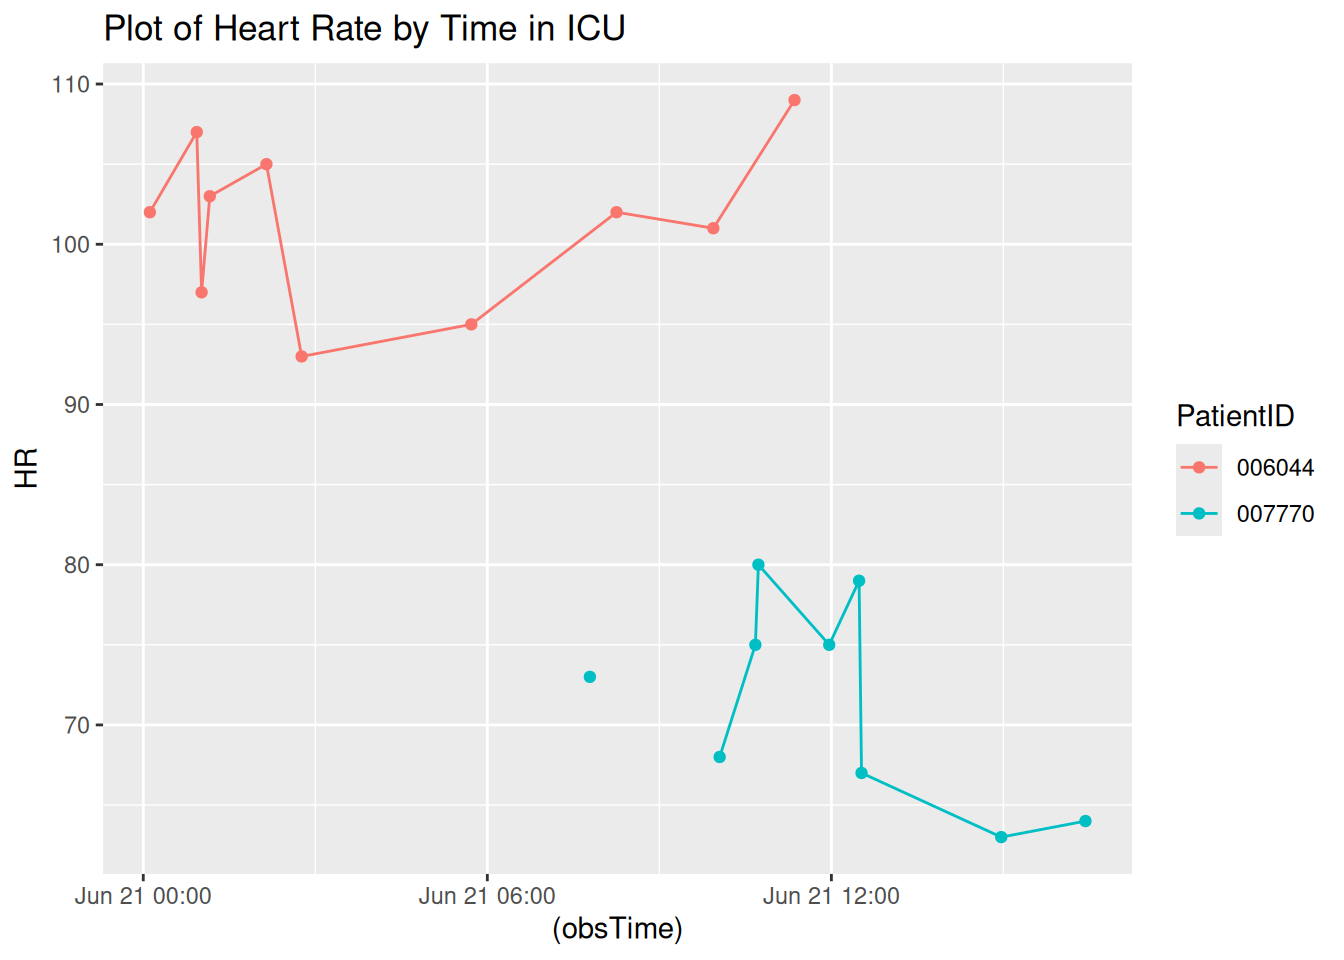 Plot of Heart Rate by Time in ICU
110
100
90
80
70
HR
Jun 21 00:00
Jun 21 06:00
Jun 21 12:00
(obsTime)
PatientID
006044
007770